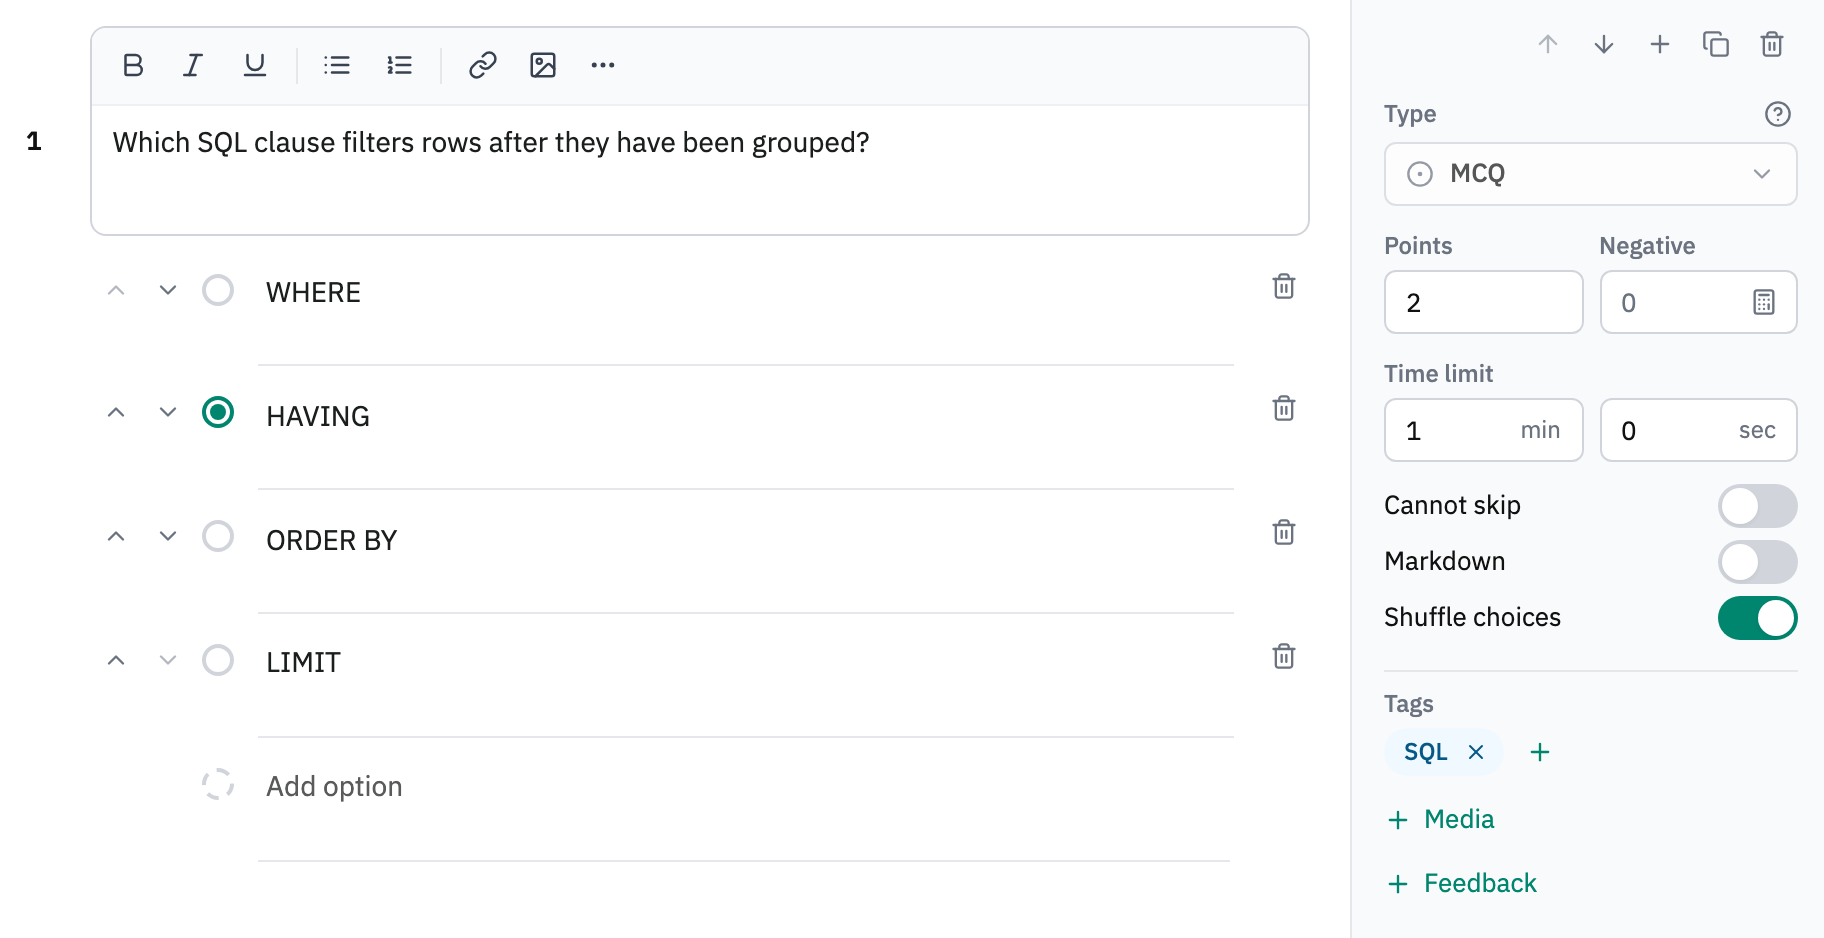 1
Which SQL clause filters rows after they have been grouped?
WHERE
HAVING
ORDER BY
LIMIT
Add option
Type
MCQ
Points Negative
2 0
Time limit
1 min 0 sec
Cannot skip
Markdown
Shuffle choices
Tags
SQL
Media
Feedback